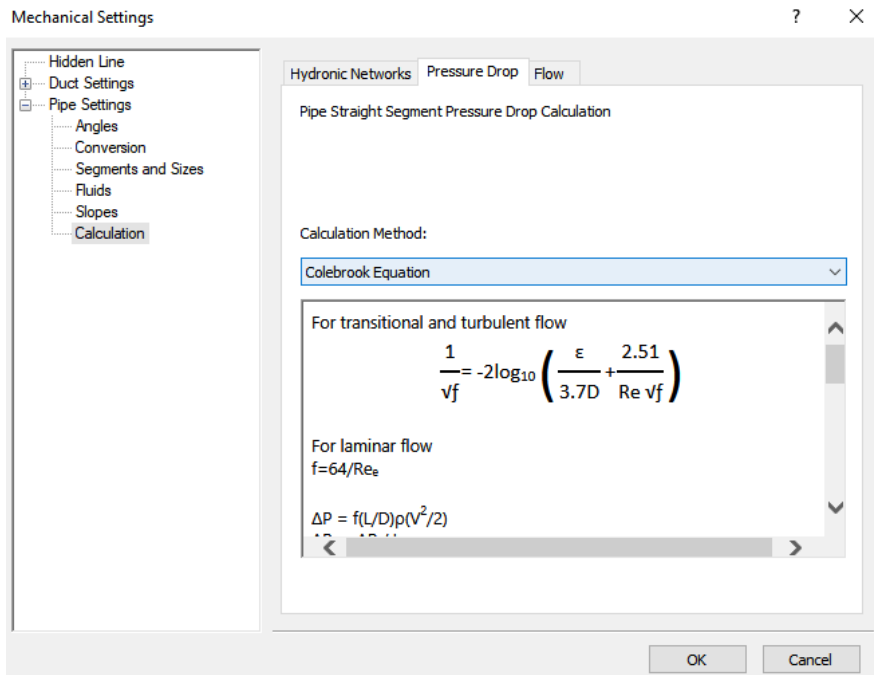 Mechanical Settings
? ×
Hidden Line
Duct Settings
Pipe Settings
Angles
Conversion
Segments and Sizes
Fluids
Slopes
Calculation
Hydronic Networks Pressure Drop Flow
Pipe Straight Segment Pressure Drop Calculation
Calculation Method:
Colebrook Equation
For transitional and turbulent flow
1/√f = -2log₁₀ (ε/3.7D + 2.51/Re √f)
For laminar flow
f=64/Reₑ
ΔP = f(L/D)ρ(V²/2)
OK Cancel